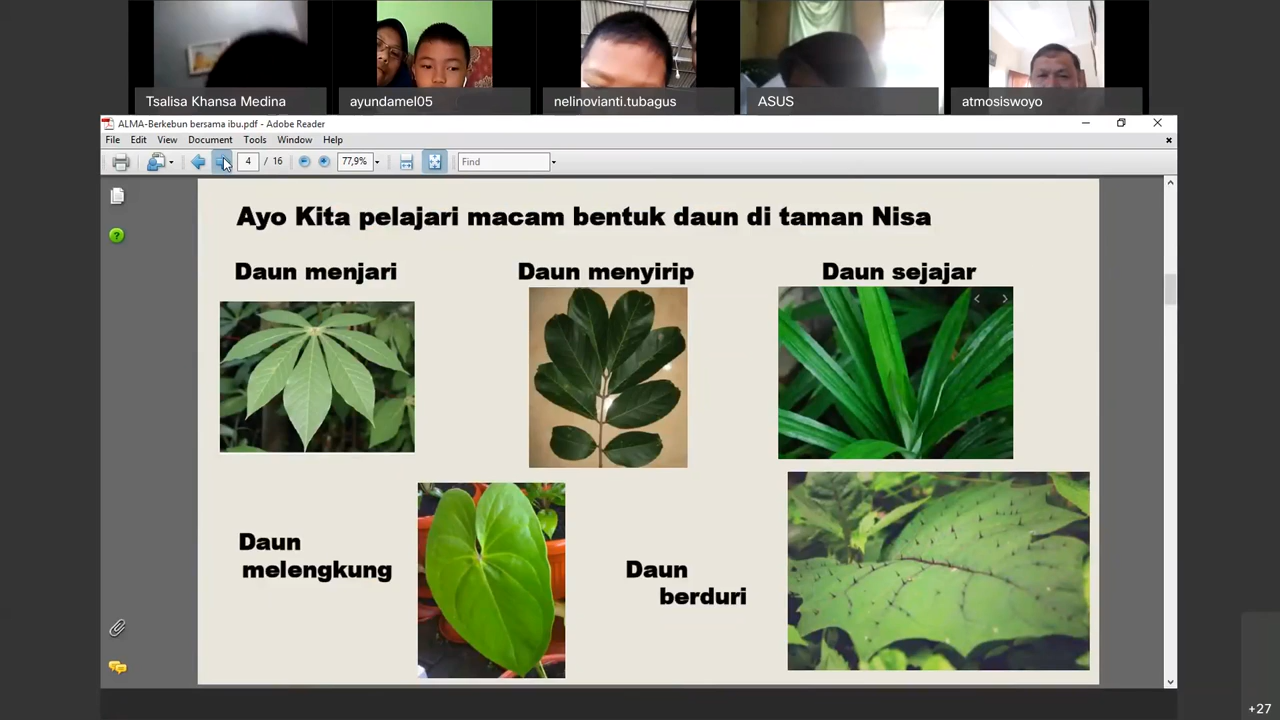 Tsalisa Khansa Medina
ayundamel05
nelinovianti.tubagus
ASUS
atmosiswoyo
ALMA-Berkebun bersama ibu.pdf - Adobe Reader
File Edit View Document Tools Window Help
4 / 16 77,9% Find
Ayo Kita pelajari macam bentuk daun di taman Nisa
Daun menjari Daun menyirip Daun sejajar
Daun
melengkung
Daun
berduri
+27